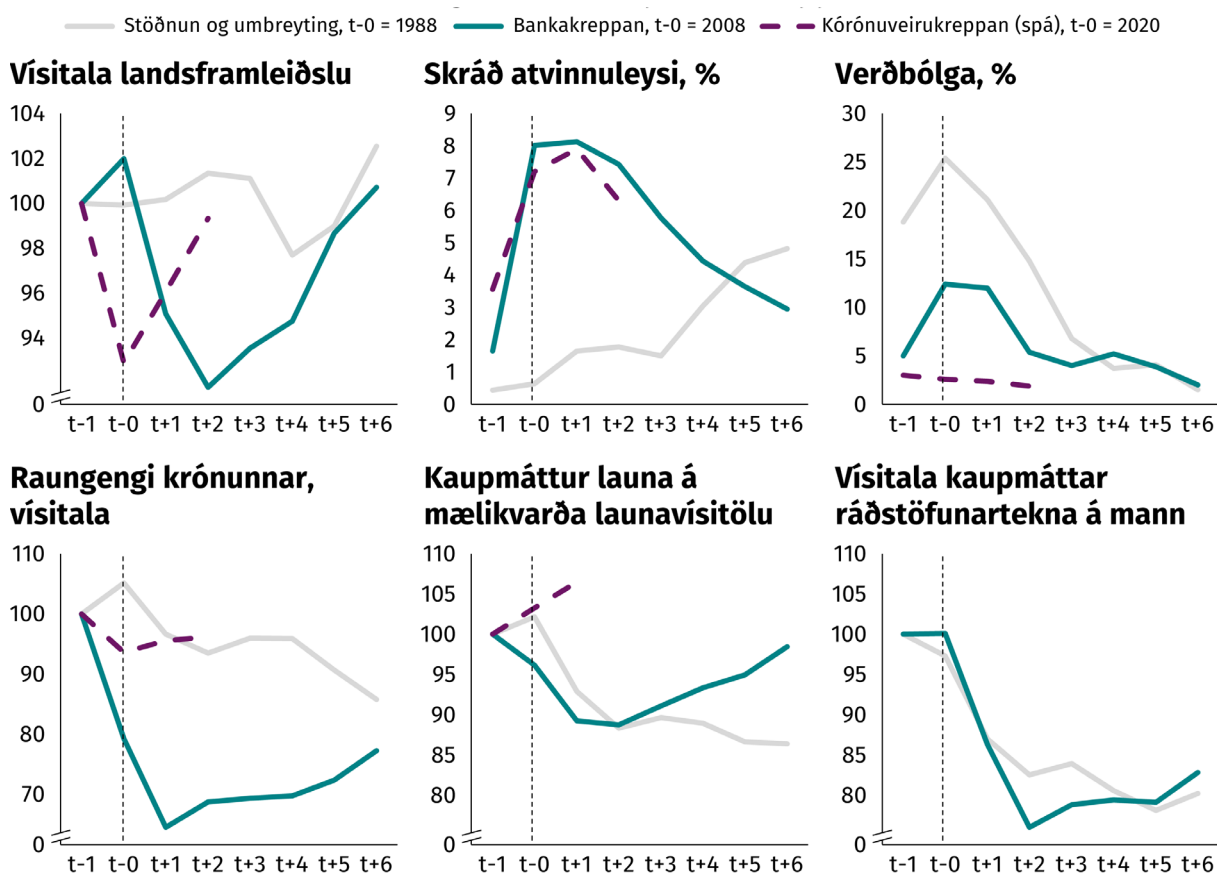 Stöðnun og umbreyting, t-0 = 1988 Bankakreppan, t-0 = 2008 Kórónuveirukreppan (spá), t-0 = 2020
Vísitala landsframleiðslu
104
102
100
98
96
94
0
t-1 t-0 t+1 t+2 t+3 t+4 t+5 t+6
Skráð atvinnuleysi, %
9
8
7
6
5
4
3
2
1
0
t-1 t-0 t+1 t+2 t+3 t+4 t+5 t+6
Verðbólga, %
30
25
20
15
10
5
0
t-1 t-0 t+1 t+2 t+3 t+4 t+5 t+6
Raungengi krónunnar,
vísitala
110
100
90
80
70
0
t-1 t-0 t+1 t+2 t+3 t+4 t+5 t+6
Kaupmáttur launa á
mælikvarða launavísitölu
110
105
100
95
90
85
80
0
t-1 t-0 t+1 t+2 t+3 t+4 t+5 t+6
Vísitala kaupmáttar
ráðstöfunartekna á mann
110
105
100
95
90
85
80
0
t-1 t-0 t+1 t+2 t+3 t+4 t+5 t+6